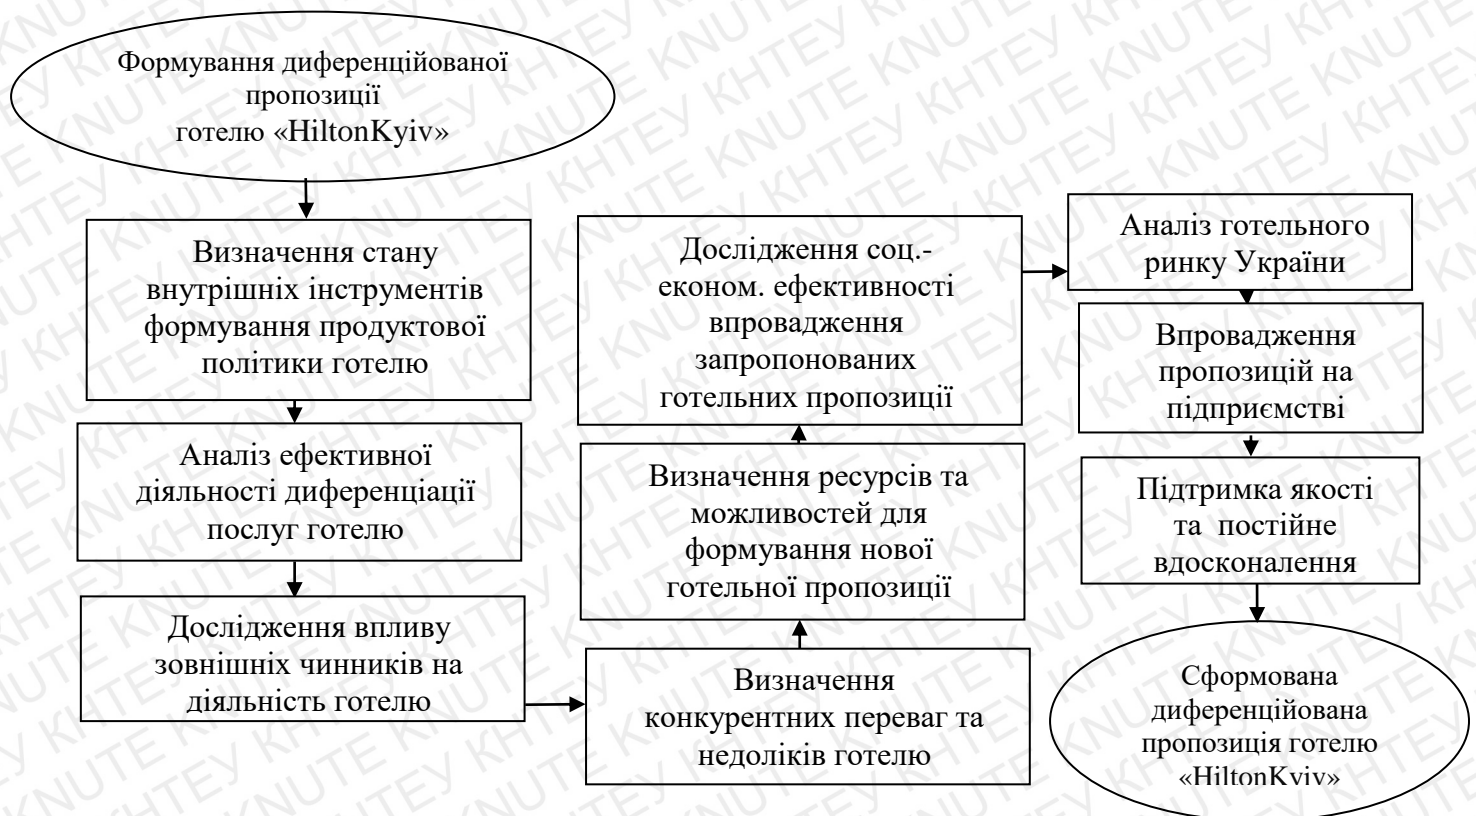 Формування диференційованої
пропозиції
готелю «HiltonKyiv»
Визначення стану
внутрішніх інструментів
формування продуктової
політики готелю
Аналіз ефективної
діяльності диференціації
послуг готелю
Дослідження впливу
зовнішніх чинників на
діяльність готелю
Визначення
конкурентних переваг та
недоліків готелю
Визначення ресурсів та
можливостей для
формування нової
готельної пропозиції
Дослідження соц.-
економ. ефективності
впровадження
запропонованих
готельних пропозиції
Аналіз готельного
ринку України
Впровадження
пропозицій на
підприємстві
Підтримка якості
та постійне
вдосконалення
Сформована
диференційована
пропозиція готелю
«HiltonKyiv»